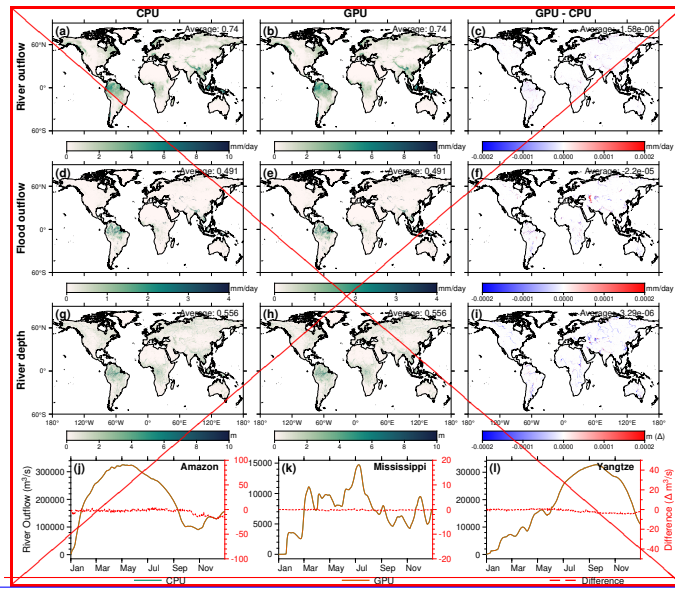 CPU GPU GPU - CPU
River outflow
(a) Average: 0.74 (b) Average: 0.74 (c) Average: 1.58e-06
60°N
0°
60°S
0 2 4 6 8 10 mm/day 0 2 4 6 8 10 mm/day -0.0002 -0.0001 0.0000 0.0001 0.0002 mm/day
Flood outflow
(d) Average: 0.491 (e) Average: 0.491 (f) Average: -2.2e-05
60°N
0°
60°S
0 1 2 3 4 mm/day 0 1 2 3 4 mm/day -0.0002 -0.0001 0.0000 0.0001 0.0002 mm/day
River depth
(g) Average: 0.556 (h) Average: 0.556 (i) Average: 3.29e-06
60°N
0°
60°S
180° 120°W 60°W 0° 60°E 120°E 180° 120°W 60°W 0° 60°E 120°E 180° 120°W 60°W 0° 60°E 120°E 180°
0 2 4 6 8 10 m 0 2 4 6 8 10 m -0.0002 -0.0001 0.0000 0.0001 0.0002 m (Δ)
(j) Amazon (k) Mississippi (l) Yangtze
River Outflow (m³/s)
300000
200000
100000
0
100
50
0
-50
-100
15000
10000
5000
0
20
10
0
-10
-20
30000
20000
10000
0
40
20
0
-20
-40
Difference (Δ m³/s)
Jan Mar May Jul Sep Nov Jan Mar May Jul Sep Nov Jan Mar May Jul Sep Nov
CPU GPU Difference